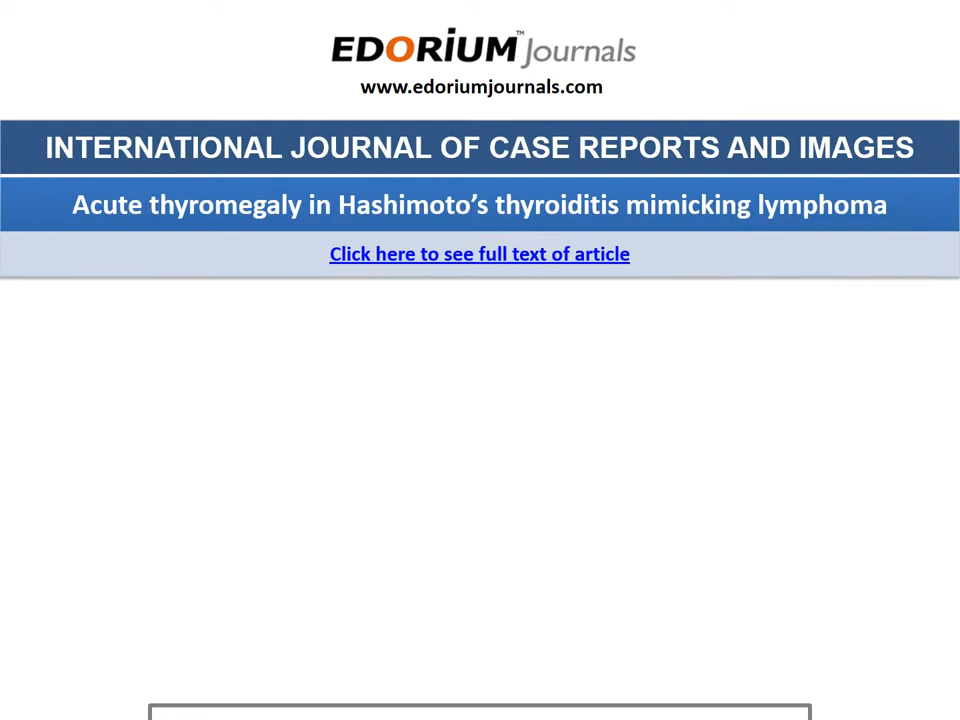 EDORiUM™ Journals
www.edoriumjournals.com
INTERNATIONAL JOURNAL OF CASE REPORTS AND IMAGES
Acute thyromegaly in Hashimoto’s thyroiditis mimicking lymphoma
Click here to see full text of article